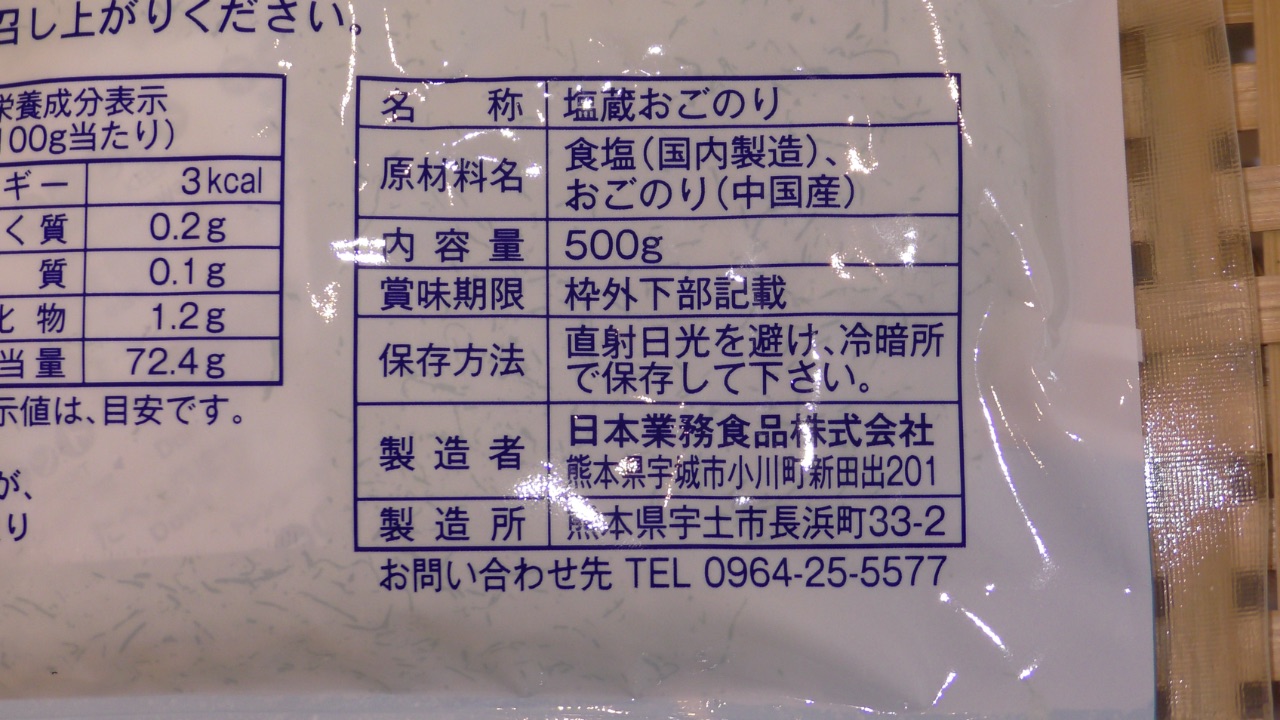 召し上がりください。
栄養成分表示
100g当たり）
ギー 3kcal
く質 0.2g
質 0.1g
化物 1.2g
当量 72.4g
示値は、目安です。
が、
り
名称 塩蔵おごのり
原材料名 食塩（国内製造）、
おごのり（中国産）
内容量 500g
賞味期限 枠外下部記載
保存方法 直射日光を避け、冷暗所
で保存して下さい。
製造者 日本業務食品株式会社
熊本県宇城市小川町新田出201
製造所 熊本県宇土市長浜町33-2
お問い合わせ先 TEL 0964-25-5577